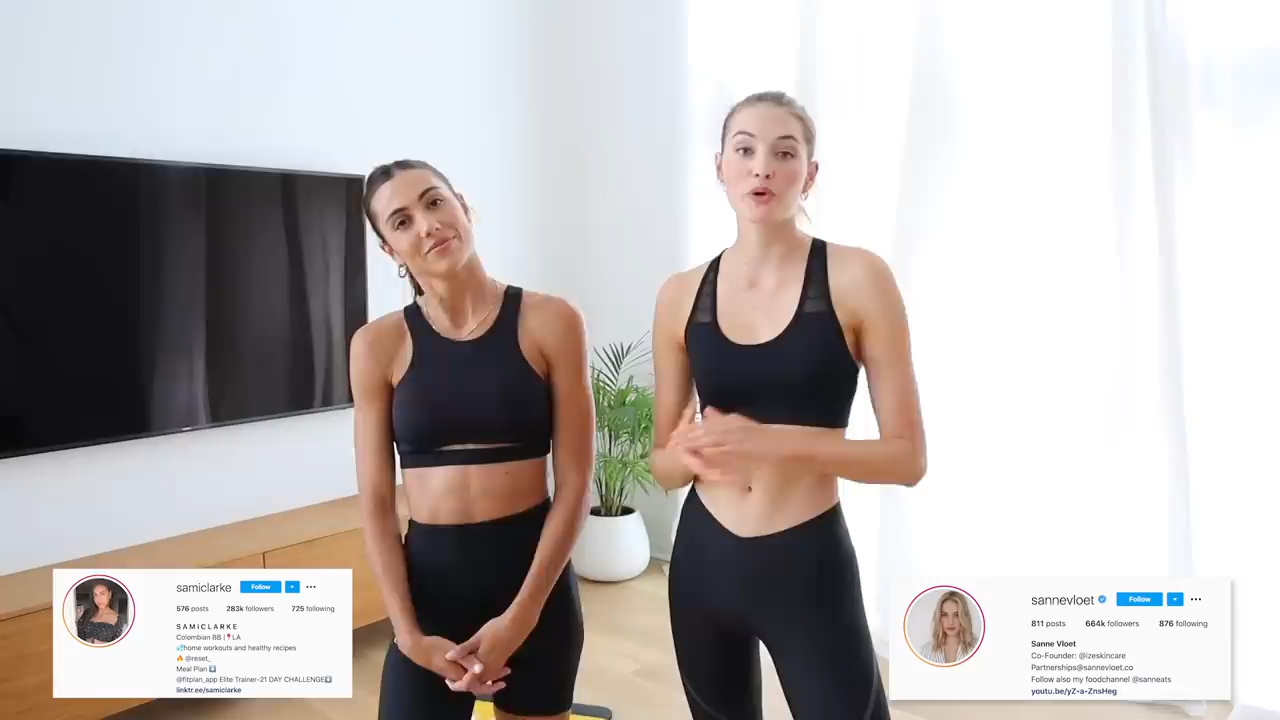 samiclarke Follow
576 posts 283k followers 725 following
S A M I C L A R K E
Colombian BB |📍LA
💨home workouts and healthy recipes
🔥 @reset_
Meal Plan ⬇️
@fitplan_app Elite Trainer-21 DAY CHALLENGE⬇️
linktr.ee/samiclarke
sannevloet Follow
811 posts 664k followers 876 following
Sanne Vloet
Co-Founder: @izeskincare
Partnerships@sannevloet.co
Follow also my foodchannel @sanneats
youtu.be/yZ-a-ZnsHeg